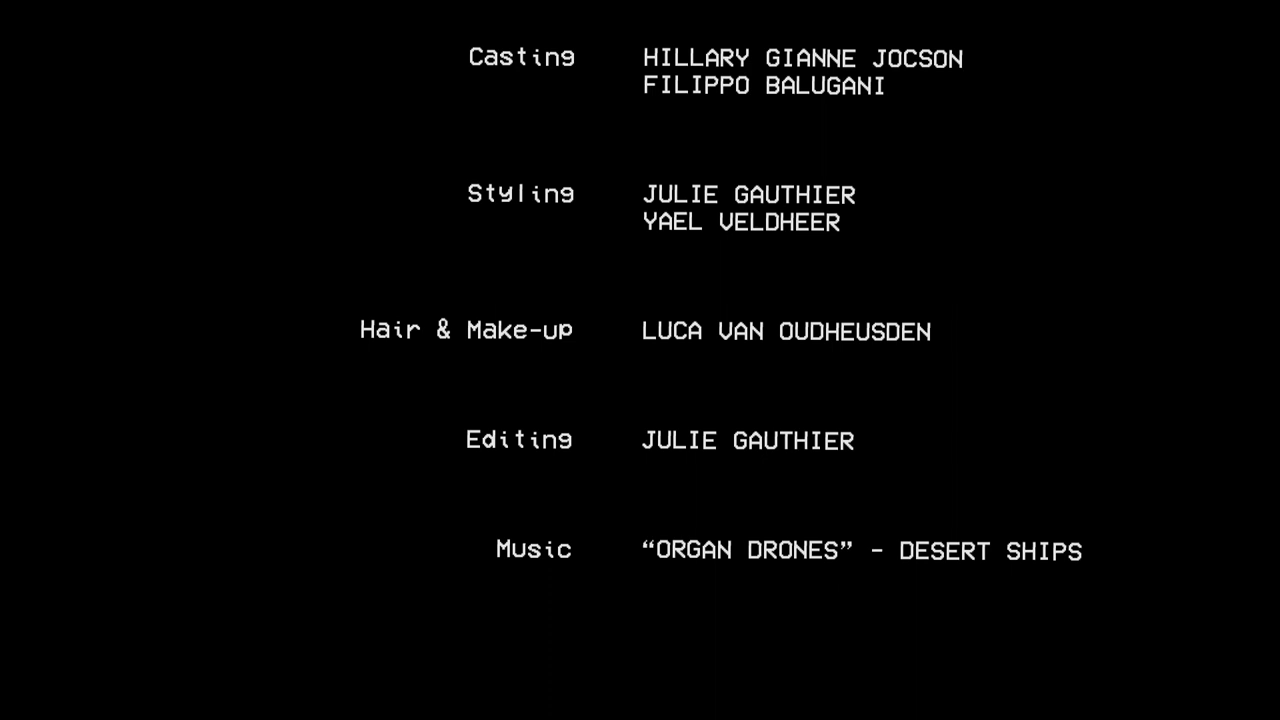 Casting HILLARY GIANNE JOCSON
FILIPPO BALUGANI
Styling JULIE GAUTHIER
YAEL VELDHEER
Hair & Make-up LUCA VAN OUDHEUSDEN
Editing JULIE GAUTHIER
Music “ORGAN DRONES” - DESERT SHIPS